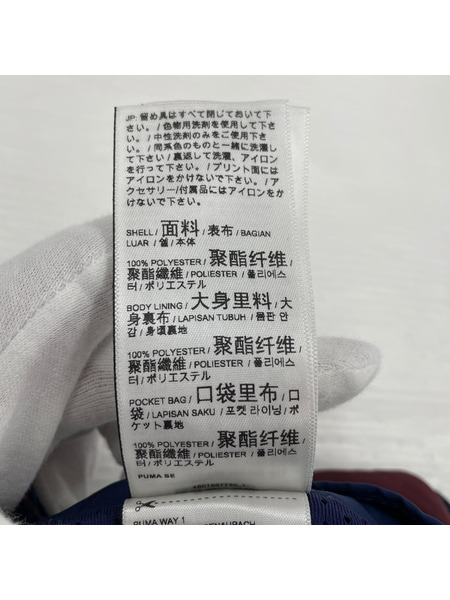 JP: 留め具はすべて閉じておいて下
さい。/ 色物用洗剤を使用して下さ
い。/ 中性洗剤のみをご使用下さ
い。/ 同系色のものと一緒に洗濯し
て下さい / 裏返して洗濯、アイロン
を行って下さい / プリント面には
アイロンをかけないで下さい。/ ア
クセサリー/付属品にはアイロンをか
けないで下さい。
SHELL / 面料 / 表布 / BAGIAN
LUAR / 겉 / 本体
100% POLYESTER / 聚酯纤维 /
聚酯纖維 / POLIESTER / 폴리에스
터 / ポリエステル
BODY LINING / 大身里料 / 大
身裏布 / LAPISAN TUBUH / 몸판 안
감 / 身頃裏地
100% POLYESTER / 聚酯纤维 /
聚酯纖維 / POLIESTER / 폴리에스
터 / ポリエステル
POCKET BAG / 口袋里布 / 口
袋 / LAPISAN SAKU / 포켓 라이닝 / ポ
ケット裏地
100% POLYESTER / 聚酯纤维 /
聚酯纖維 / POLIESTER / 폴리에스
터 / ポリエステル
PUMA SE
PUMA WAY 1